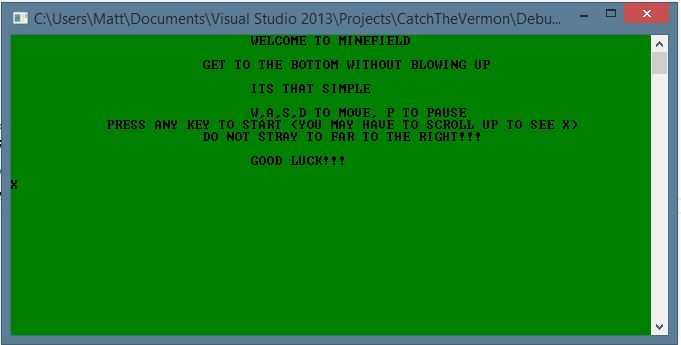 C:\Users\Matt\Documents\Visual Studio 2013\Projects\CatchTheVermon\Debu...
WELCOME TO MINEFIELD
GET TO THE BOTTOM WITHOUT BLOWING UP
ITS THAT SIMPLE
W,A,S,D TO MOVE, P TO PAUSE
PRESS ANY KEY TO START (YOU MAY HAVE TO SCROLL UP TO SEE X)
DO NOT STRAY TO FAR TO THE RIGHT!!!
GOOD LUCK!!!
X